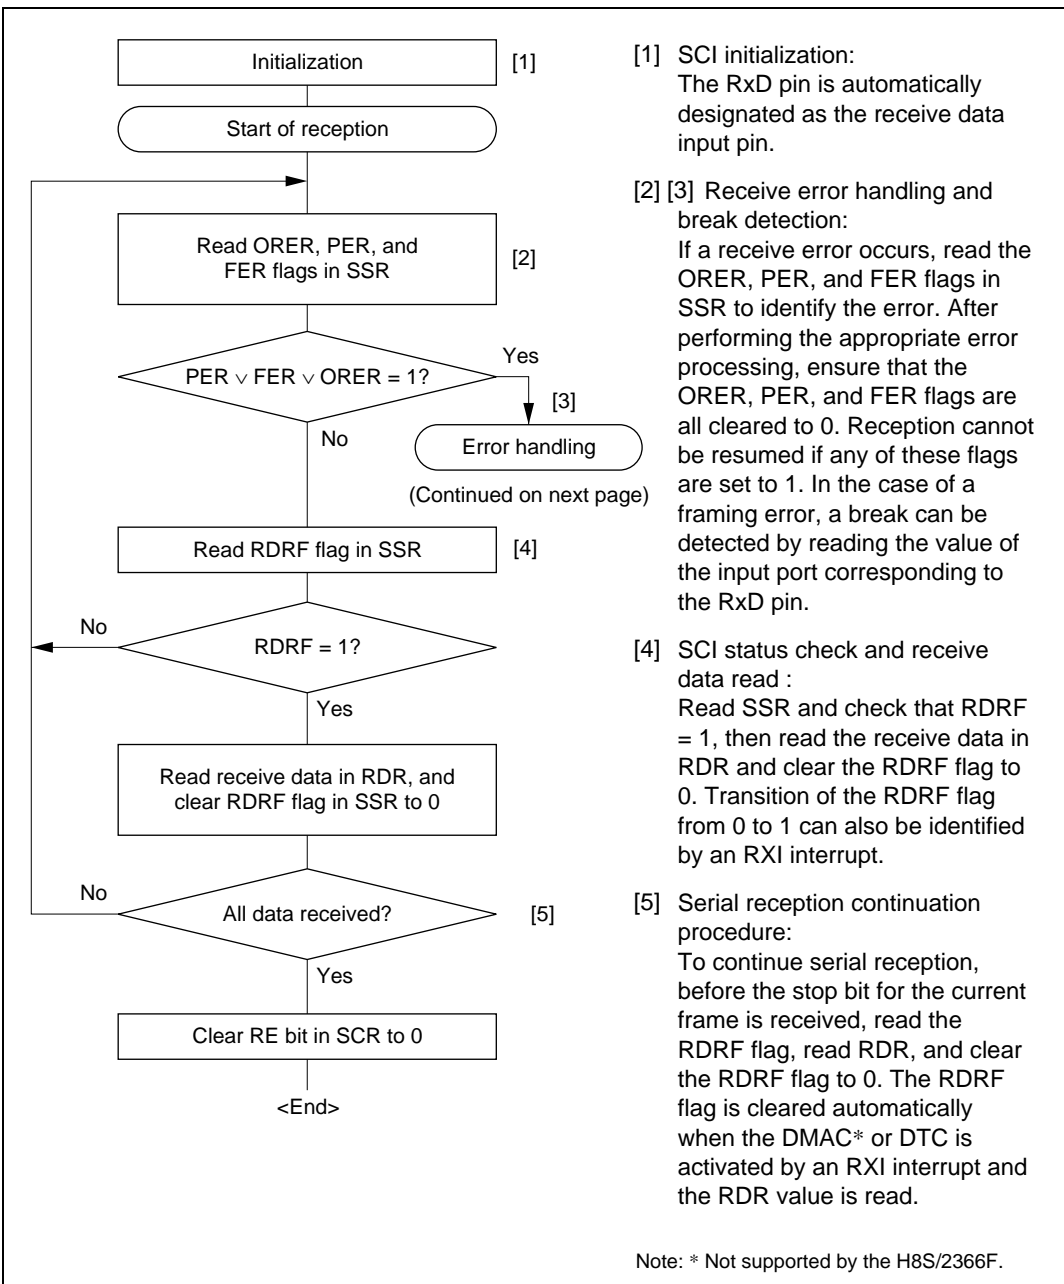 Initialization
[1]
Start of reception
Read ORER, PER, and
FER flags in SSR
[2]
PER ∨ FER ∨ ORER = 1?
Yes
[3]
No
Error handling
(Continued on next page)
Read RDRF flag in SSR
[4]
No
RDRF = 1?
Yes
Read receive data in RDR, and
clear RDRF flag in SSR to 0
No
All data received?
[5]
Yes
Clear RE bit in SCR to 0
<End>
[1] SCI initialization:
The RxD pin is automatically
designated as the receive data
input pin.
[2] [3] Receive error handling and
break detection:
If a receive error occurs, read the
ORER, PER, and FER flags in
SSR to identify the error. After
performing the appropriate error
processing, ensure that the
ORER, PER, and FER flags are
all cleared to 0. Reception cannot
be resumed if any of these flags
are set to 1. In the case of a
framing error, a break can be
detected by reading the value of
the input port corresponding to
the RxD pin.
[4] SCI status check and receive
data read :
Read SSR and check that RDRF
= 1, then read the receive data in
RDR and clear the RDRF flag to
0. Transition of the RDRF flag
from 0 to 1 can also be identified
by an RXI interrupt.
[5] Serial reception continuation
procedure:
To continue serial reception,
before the stop bit for the current
frame is received, read the
RDRF flag, read RDR, and clear
the RDRF flag to 0. The RDRF
flag is cleared automatically
when the DMAC* or DTC is
activated by an RXI interrupt and
the RDR value is read.
Note: * Not supported by the H8S/2366F.